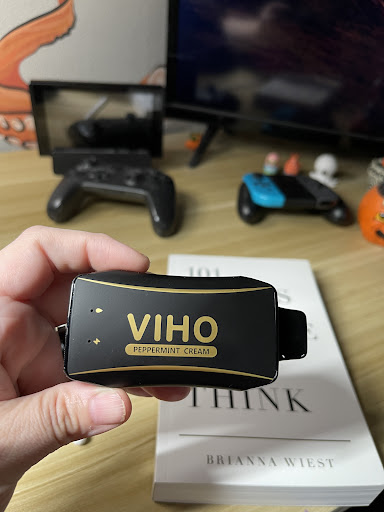 VIHO
PEPPERMINT CREAM
101
THINK
BRIANNA WIEST